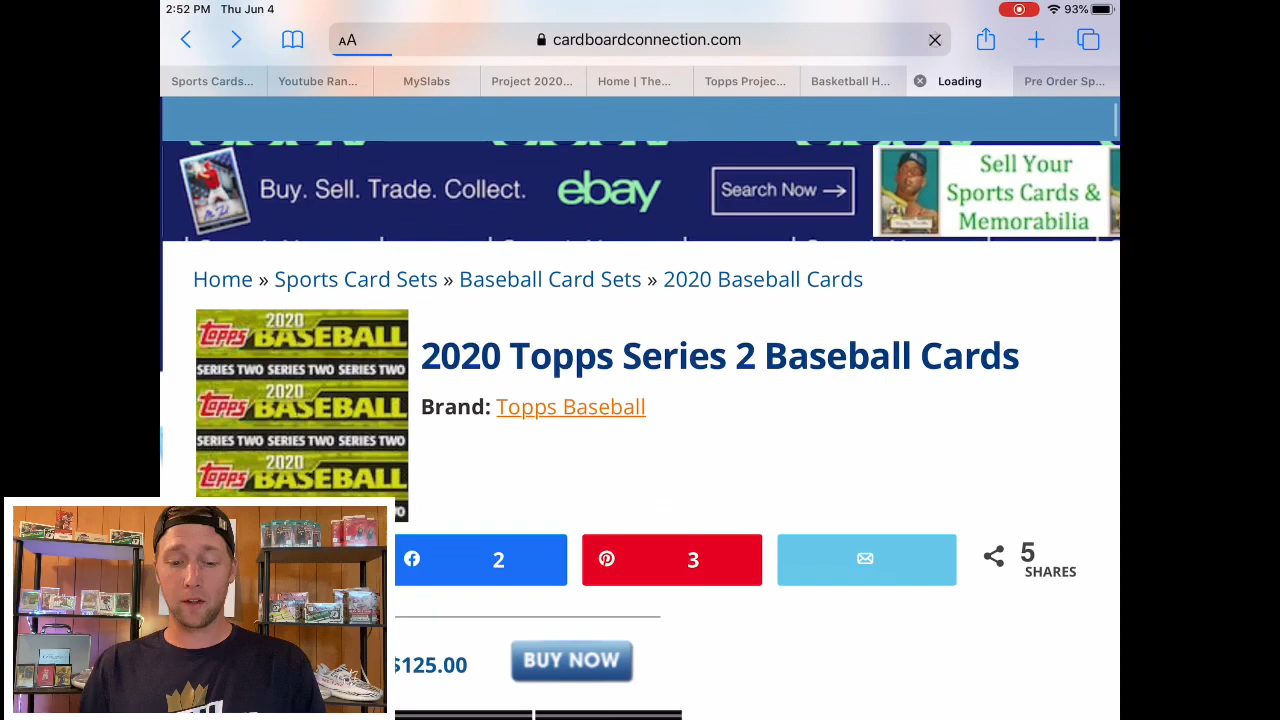 2:52 PM Thu Jun 4
93%
AA
cardboardconnection.com
Sports Cards...
Youtube Ran...
MySlabs
Project 2020...
Home | The...
Topps Projec...
Basketball H...
Loading
Pre Order Sp...
Buy. Sell. Trade. Collect.
ebay
Search Now
Sell Your
Sports Cards &
Memorabilia
Home » Sports Card Sets » Baseball Card Sets » 2020 Baseball Cards
2020
Topps BASEBALL
SERIES TWO SERIES TWO SERIES TWO
2020
Topps BASEBALL
SERIES TWO SERIES TWO SERIES TWO
2020
Topps BASEBALL
2020 Topps Series 2 Baseball Cards
Brand: Topps Baseball
2
3
5
SHARES
$125.00
BUY NOW